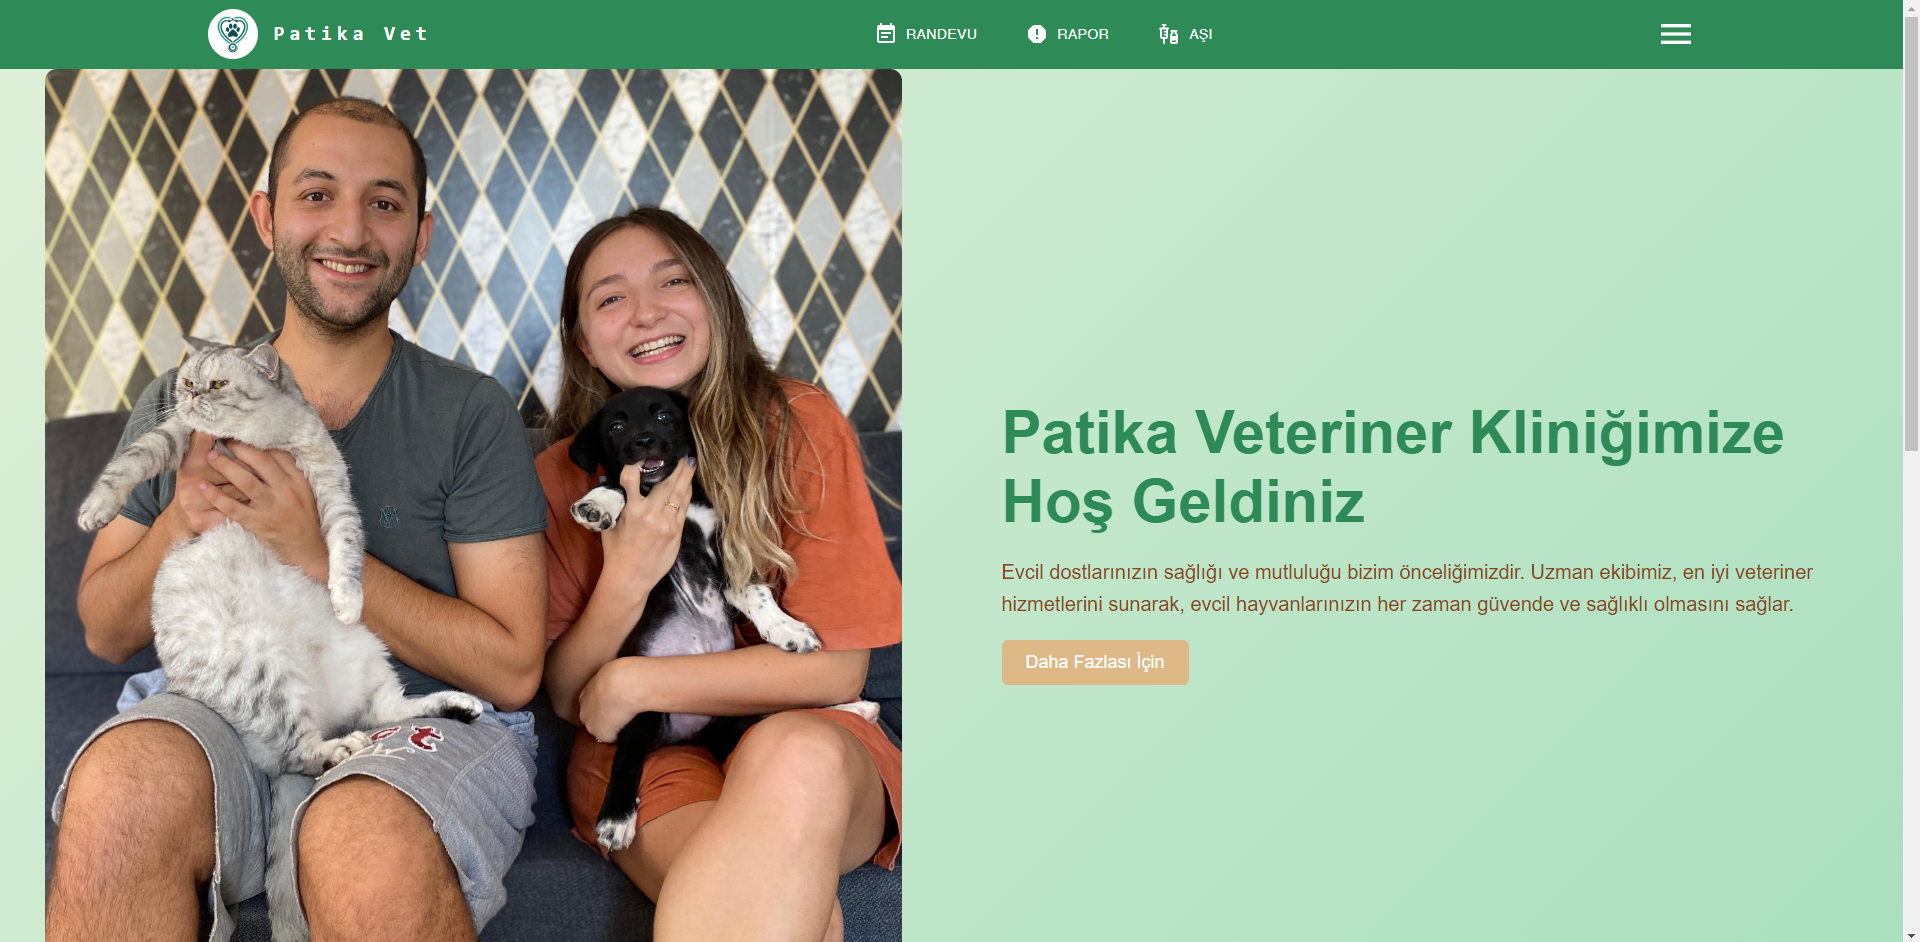 Patika Vet
RANDEVU
RAPOR
AŞI
Patika Veteriner Kliniğimize
Hoş Geldiniz
Evcil dostlarınızın sağlığı ve mutluluğu bizim önceliğimizdir. Uzman ekibimiz, en iyi veteriner
hizmetlerini sunarak, evcil hayvanlarınızın her zaman güvende ve sağlıklı olmasını sağlar.
Daha Fazlası İçin